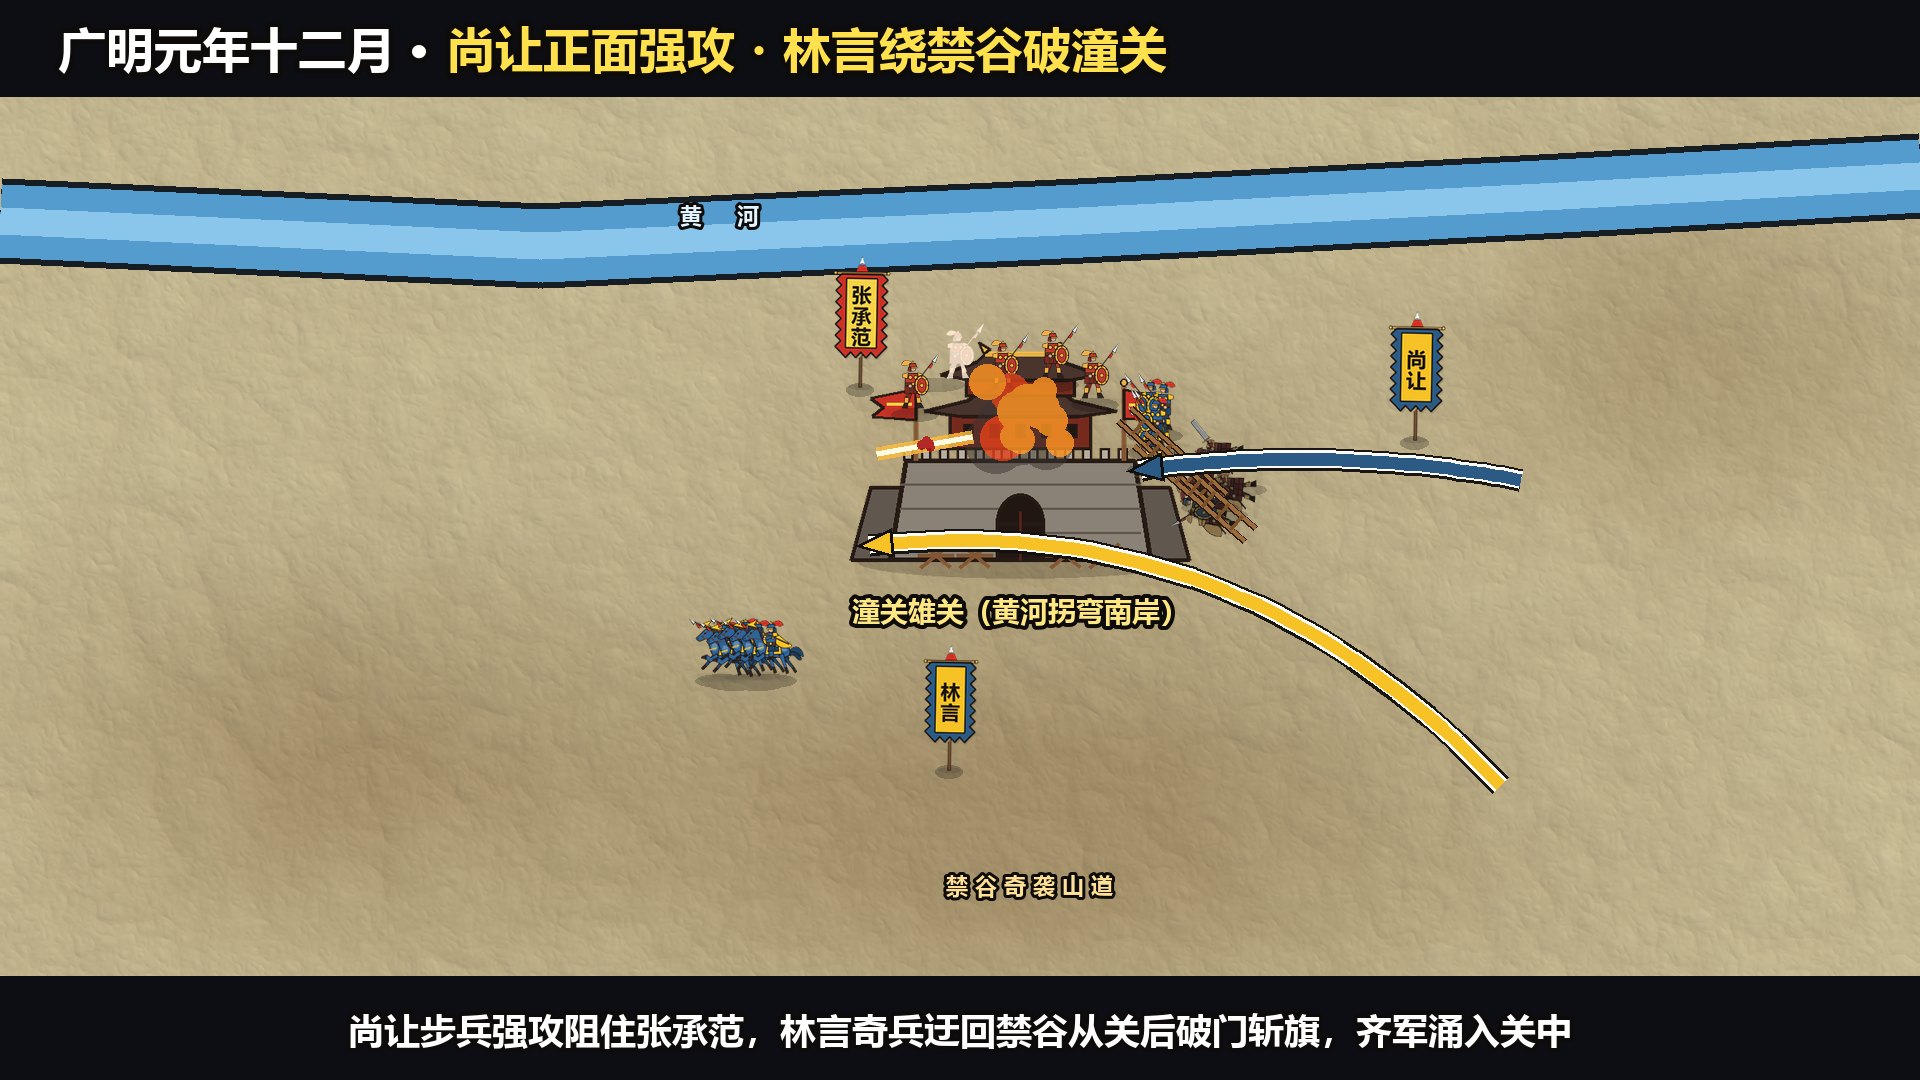 广明元年十二月·尚让正面强攻·林言绕禁谷破潼关
黄 河
张承范
尚让
潼关雄关（黄河拐弯南岸）
林言
禁谷奇袭山道
尚让步兵强攻阻住张承范，林言奇兵迂回禁谷从关后破门斩旗，齐军涌入关中